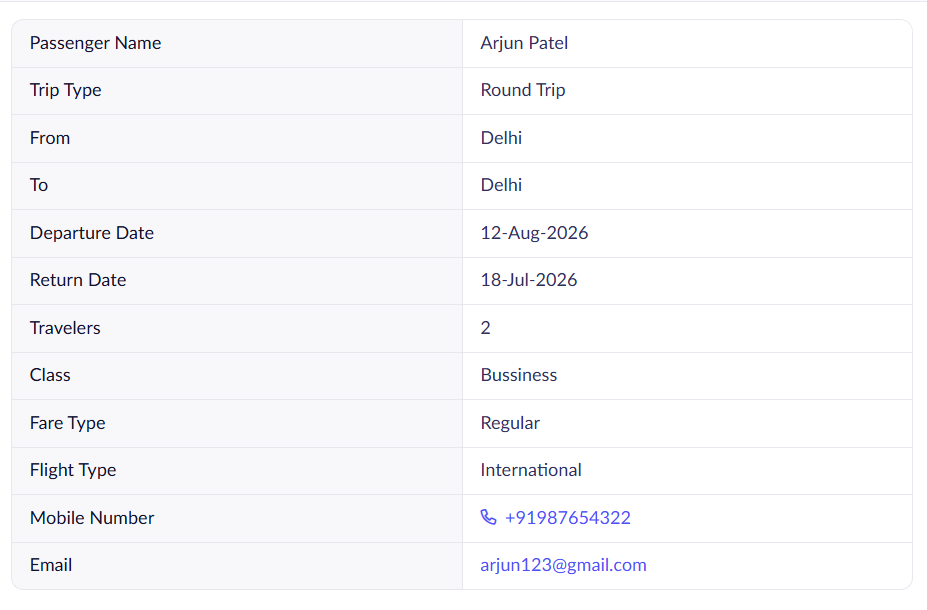 Passenger Name Arjun Patel
Trip Type Round Trip
From Delhi
To Delhi
Departure Date 12-Aug-2026
Return Date 18-Jul-2026
Travelers 2
Class Bussiness
Fare Type Regular
Flight Type International
Mobile Number +91987654322
Email arjun123@gmail.com